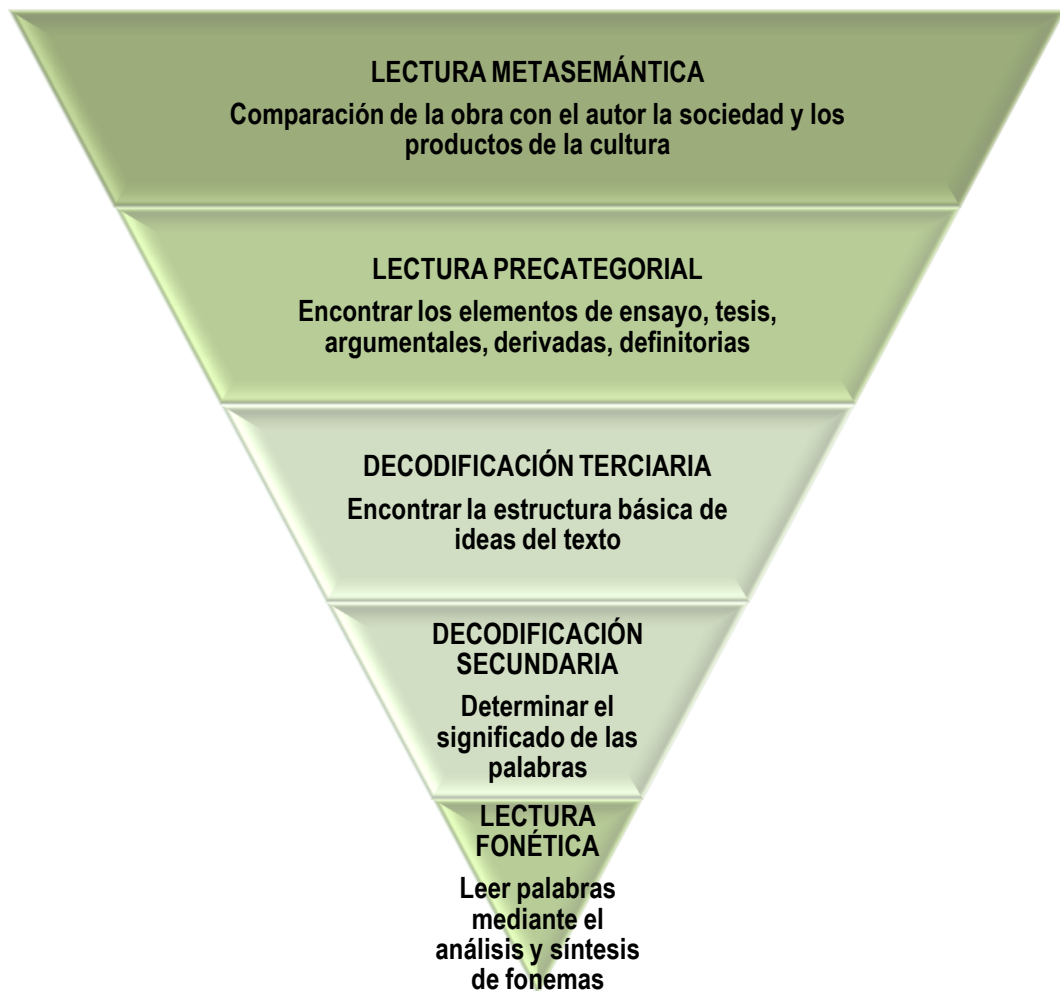 LECTURA METASEMÁNTICA
Comparación de la obra con el autor la sociedad y los
productos de la cultura
LECTURA PRECATEGORIAL
Encontrar los elementos de ensayo, tesis,
argumentales, derivadas, definitorias
DECODIFICACIÓN TERCIARIA
Encontrar la estructura básica de
ideas del texto
DECODIFICACIÓN
SECUNDARIA
Determinar el
significado de las
palabras
LECTURA
FONÉTICA
Leer palabras
mediante el
análisis y síntesis
de fonemas